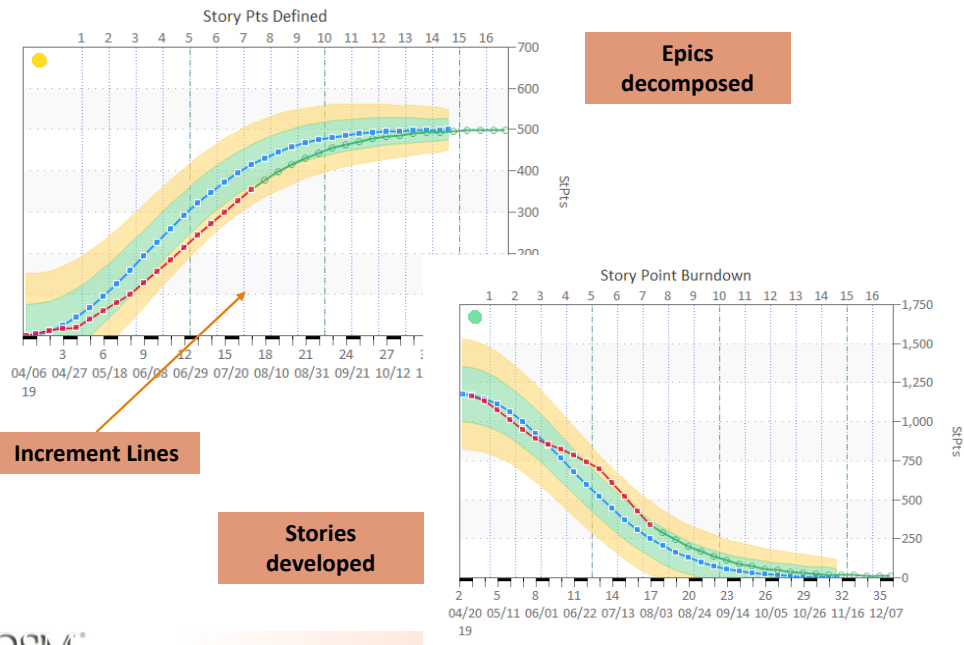 Story Pts Defined
1 2 3 4 5 6 7 8 9 10 11 12 13 14 15 16
700
600
500
400
300
200
StPts
3 6 9 12 15 18 21 24 27
04/06 04/27 05/18 06/08 06/29 07/20 08/10 08/31 09/21 10/12 1
19
Epics
decomposed
Increment Lines
Stories
developed
Story Point Burndown
1 2 3 4 5 6 7 8 9 10 11 12 13 14 15 16
1,750
1,500
1,250
1,000
750
500
250
0
StPts
2 5 8 11 14 17 20 23 26 29 32 35
04/20 05/11 06/01 06/22 07/13 08/03 08/24 09/14 10/05 10/26 11/16 12/07
19